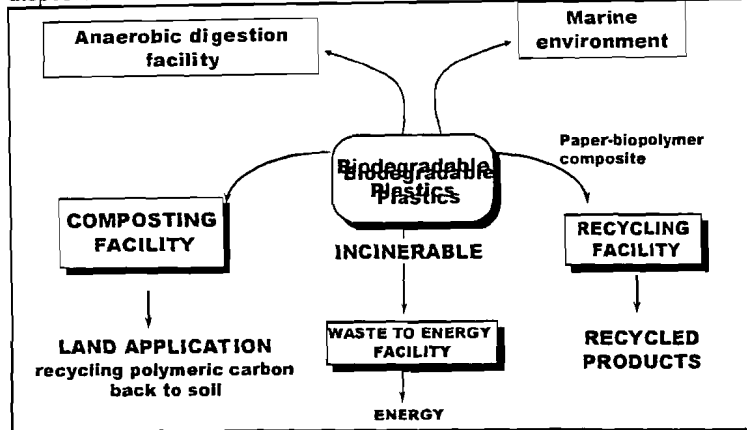 Anaerobic digestion
facility
Marine
environment
Biodegradable
Plastics
Paper-biopolymer
composite
COMPOSTING
FACILITY
INCINERABLE
RECYCLING
FACILITY
LAND APPLICATION
recycling polymeric carbon
back to soil
WASTE TO ENERGY
FACILITY
RECYCLED
PRODUCTS
ENERGY